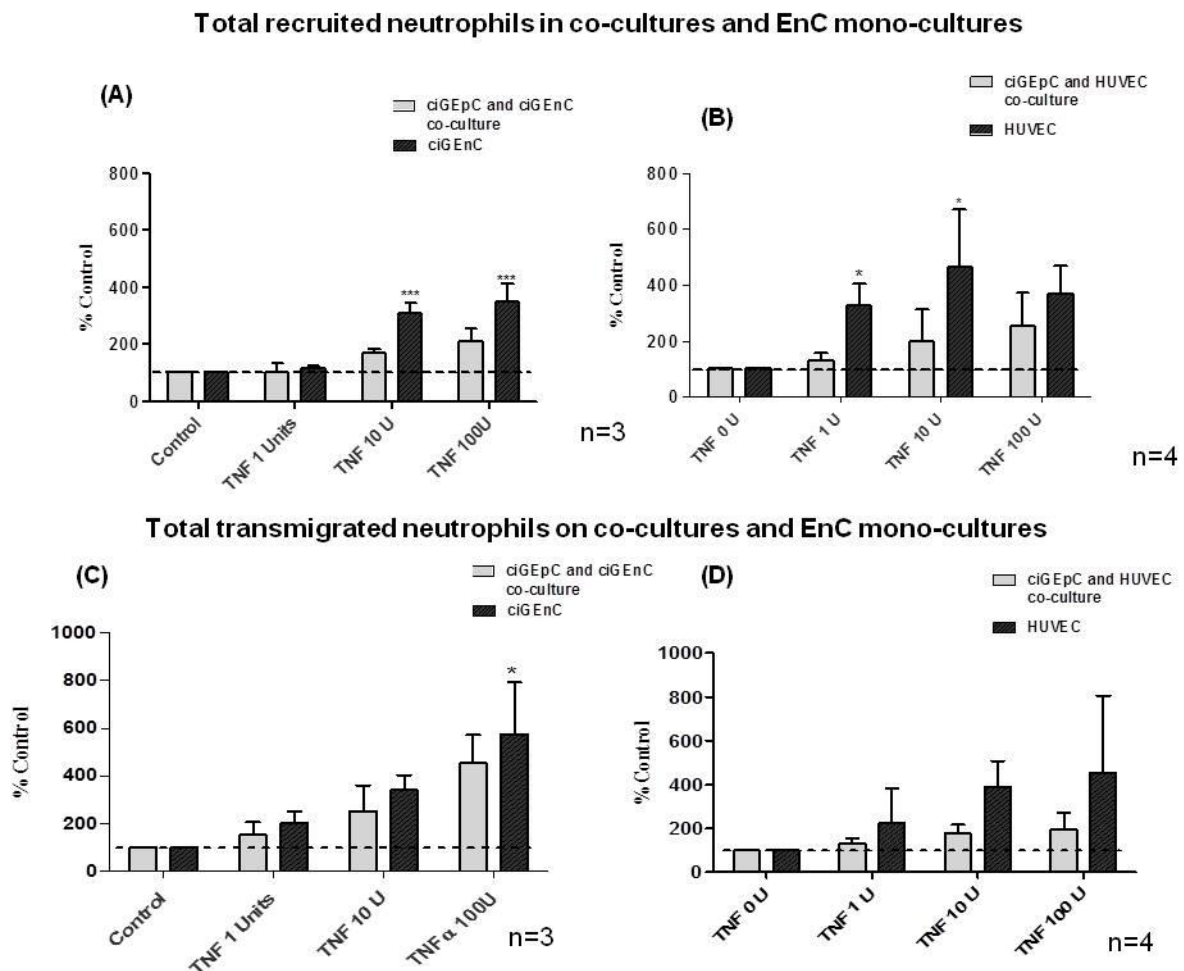 Total recruited neutrophils in co-cultures and EnC mono-cultures
(A)
ciGEpC and ciGEnC
co-culture
ciGEnC
% Control
800
600
400
200
0
***
***
Control
TNF 1 Units
TNF 10 U
TNF 100U
n=3
(B)
ciGEpC and HUVEC
co-culture
HUVEC
% Control
800
600
400
200
0
*
*
TNF 0 U
TNF 1 U
TNF 10 U
TNF 100 U
n=4
Total transmigrated neutrophils on co-cultures and EnC mono-cultures
(C)
ciGEpC and ciGEnC
co-culture
ciGEnC
% Control
1000
800
600
400
200
0
*
Control
TNF 1 Units
TNF 10 U
TNFα 100U
n=3
(D)
ciGEpC and HUVEC
co-culture
HUVEC
% Control
1000
800
600
400
200
0
TNF 0 U
TNF 1 U
TNF 10 U
TNF 100 U
n=4